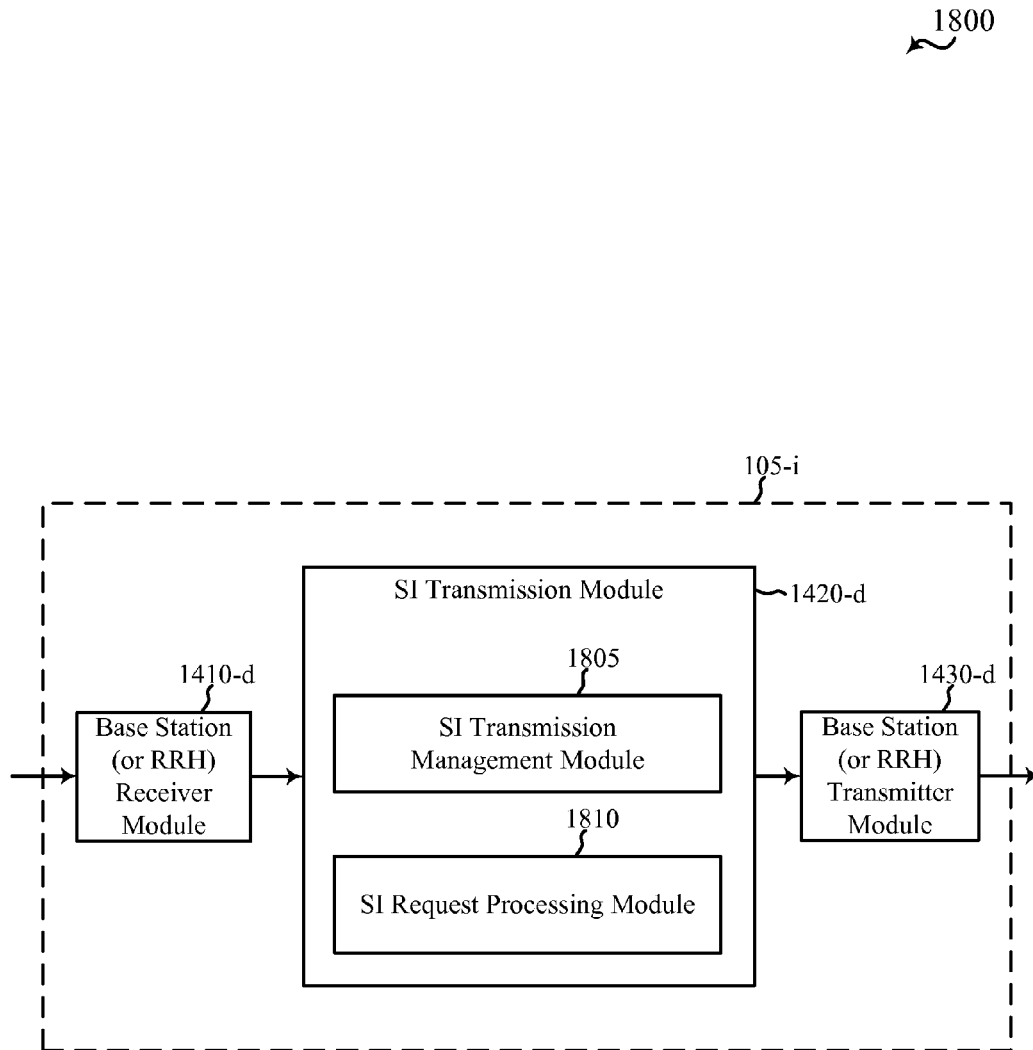 1800
105-i
SI Transmission Module
1420-d
1410-d
Base Station
(or RRH)
Receiver
Module
1805
SI Transmission
Management Module
1810
SI Request Processing Module
1430-d
Base Station
(or RRH)
Transmitter
Module